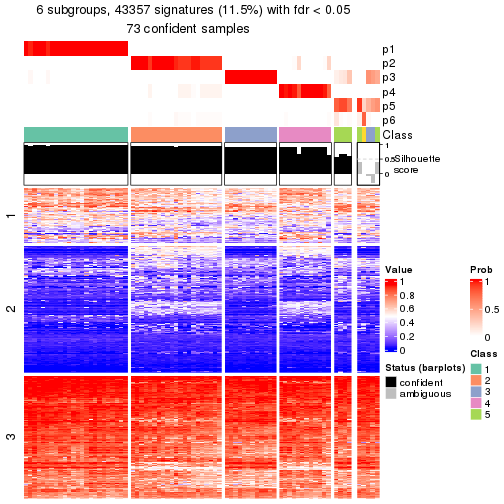 6 subgroups, 43357 signatures (11.5%) with fdr < 0.05
73 confident samples
p1
p2
p3
p4
p5
p6
Class
1
0.5
0
Silhouette
score
1
2
3
Value
1
0.8
0.6
0.4
0.2
0
Status (barplots)
confident
ambiguous
Prob
1
0.5
0
Class
1
2
3
4
5